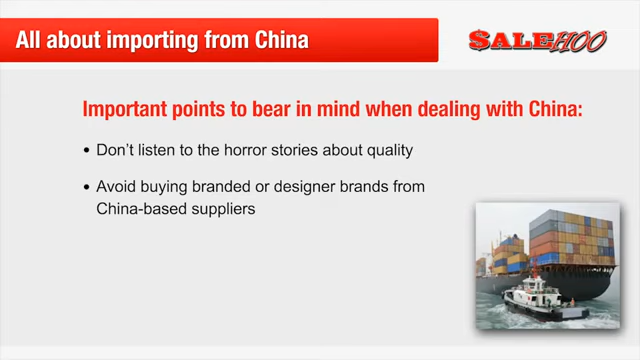 All about importing from China
SALEHOO
Important points to bear in mind when dealing with China:
• Don't listen to the horror stories about quality
• Avoid buying branded or designer brands from
China-based suppliers